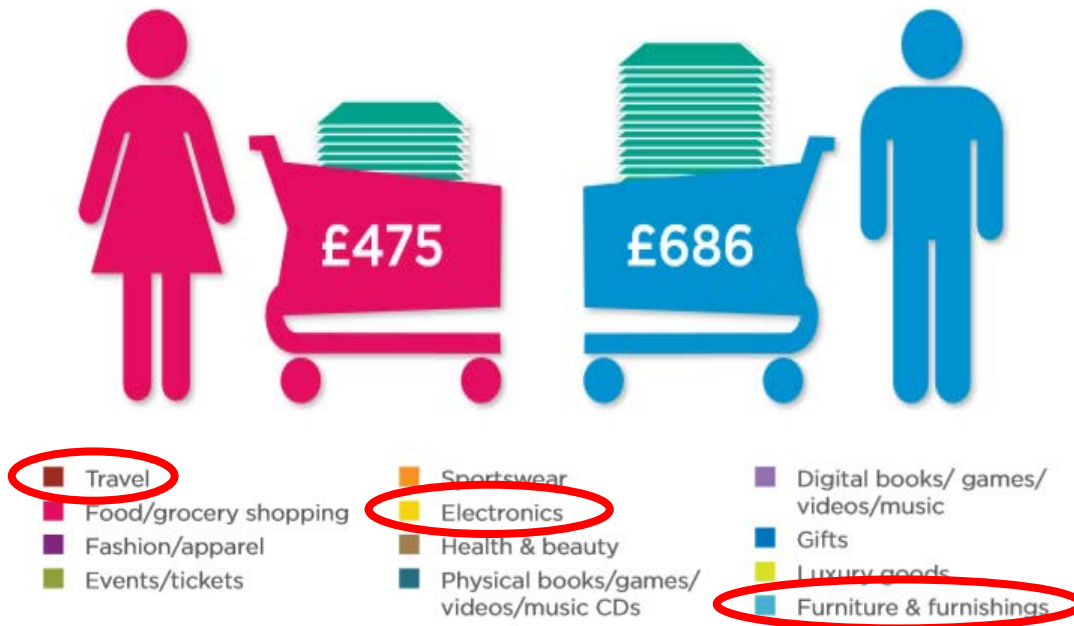 £475
£686
Travel
Food/grocery shopping
Fashion/apparel
Events/tickets
Sportswear
Electronics
Health & beauty
Physical books/games/
videos/music CDs
Digital books/ games/
videos/music
Gifts
Luxury goods
Furniture & furnishings